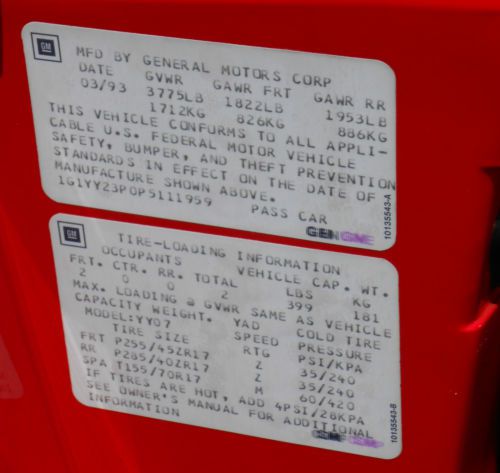 GM
MFD BY GENERAL MOTORS CORP
DATE GVWR GAWR FRT GAWR RR
03/93 3775LB 1822LB 1953LB
1712KG 826KG 886KG
THIS VEHICLE CONFORMS TO ALL APPLI-
CABLE U.S. FEDERAL MOTOR VEHICLE
SAFETY, BUMPER, AND THEFT PREVENTION
STANDARDS IN EFFECT ON THE DATE OF
MANUFACTURE SHOWN ABOVE.
1G1YY23P0P5111959 PASS CAR
10135543-A
GM
TIRE-LOADING INFORMATION
OCCUPANTS VEHICLE CAP. WT.
FRT. CTR. RR. TOTAL LBS KG
2 0 0 2 399 181
MAX. LOADING @ GVWR SAME AS VEHICLE
CAPACITY WEIGHT. YAD COLD TIRE
MODEL:YY07 SPEED PRESSURE
TIRE SIZE RTG PSI/KPA
FRT P255/45ZR17 Z 35/240
RR P285/40ZR17 Z 35/240
SPA T155/70R17 M 60/420
IF TIRES ARE HOT, ADD 4PSI/28KPA
SEE OWNER'S MANUAL FOR ADDITIONAL
INFORMATION
10135543-B